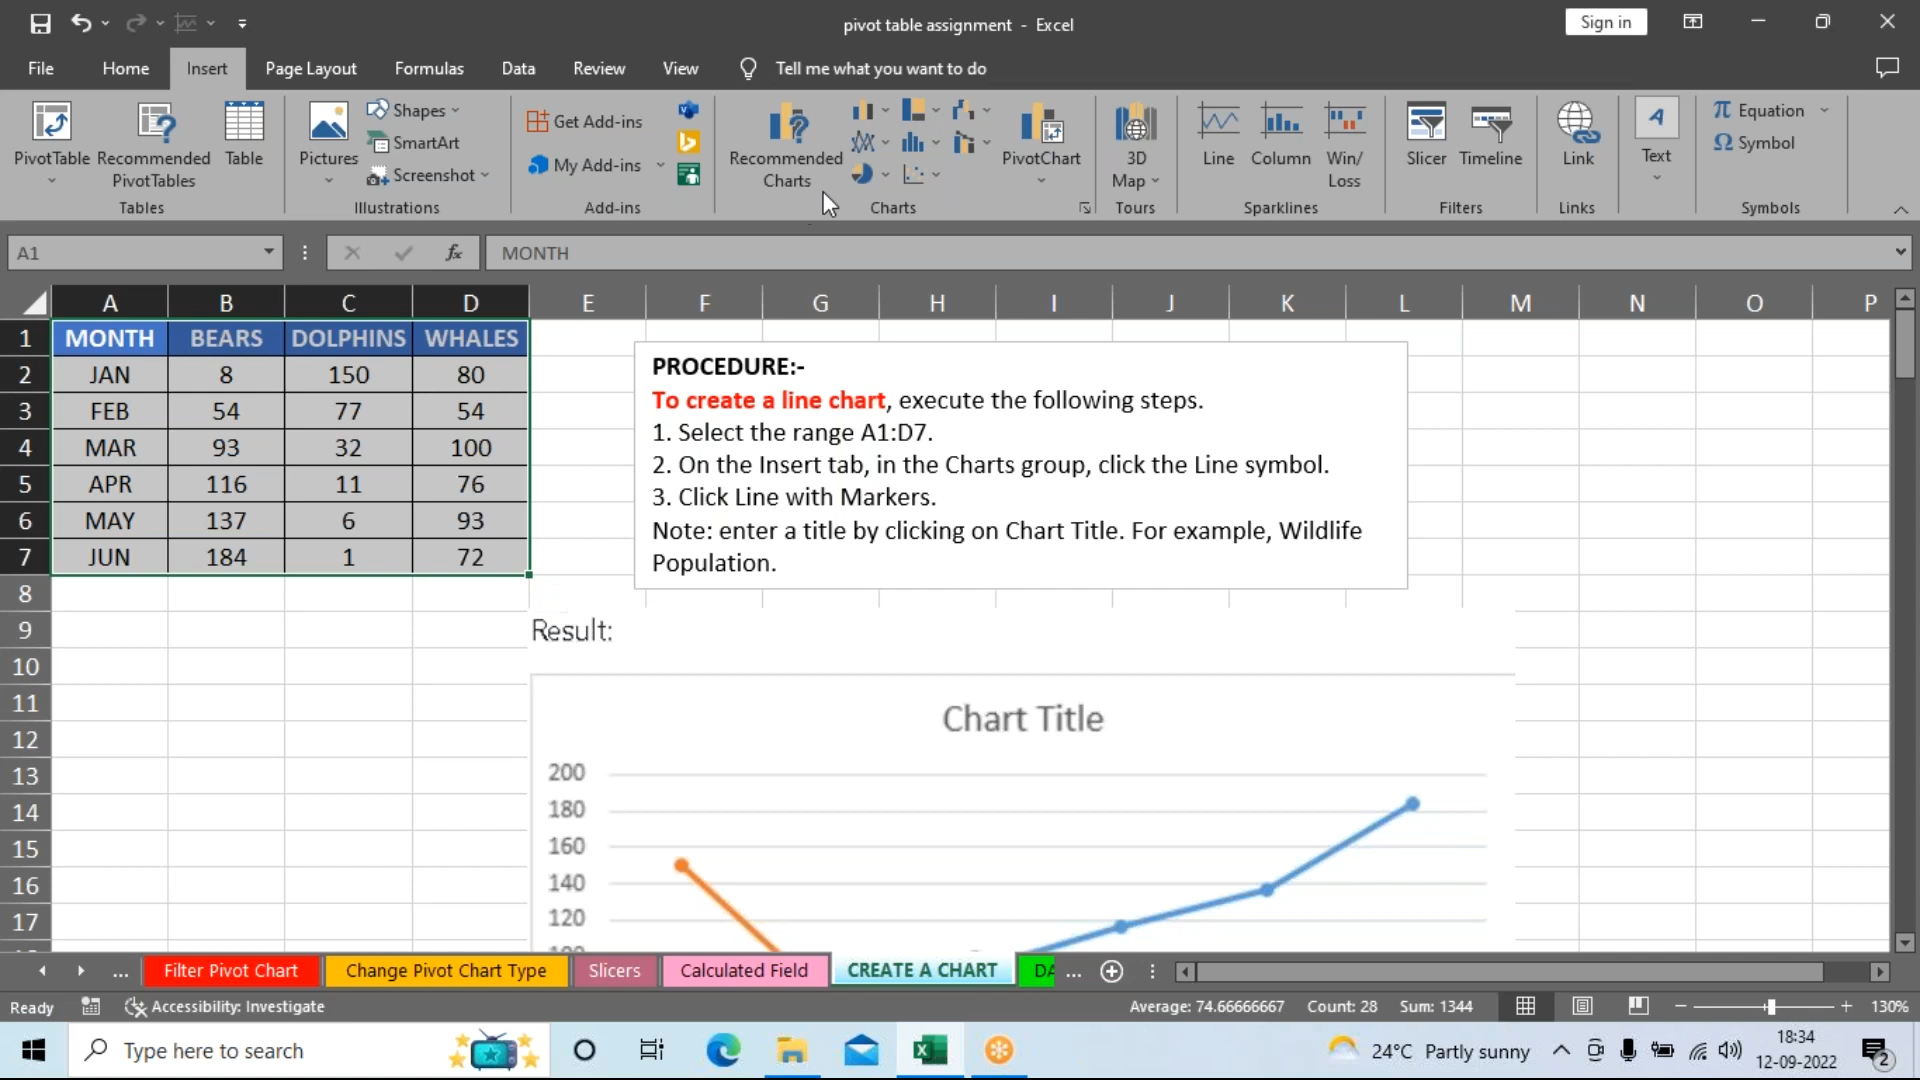 pivot table assignment - Excel
Sign in
File Home Insert Page Layout Formulas Data Review View Tell me what you want to do
PivotTable
Recommended PivotTables
Table
Tables
Pictures
Shapes
SmartArt
Screenshot
Illustrations
Get Add-ins
My Add-ins
Add-ins
Recommended Charts
PivotChart
Charts
3D Map
Tours
Line
Column
Win/Loss
Sparklines
Slicer
Timeline
Filters
Link
Links
A
Text
π Equation
Ω Symbol
Symbols
A1 fx MONTH
A B C D E F G H I J K L M N O P
1 MONTH BEARS DOLPHINS WHALES
2 JAN 8 150 80
3 FEB 54 77 54
4 MAR 93 32 100
5 APR 116 11 76
6 MAY 137 6 93
7 JUN 184 1 72
8
9
10
11
12
13
14
15
16
17
PROCEDURE:-
To create a line chart, execute the following steps.
1. Select the range A1:D7.
2. On the Insert tab, in the Charts group, click the Line symbol.
3. Click Line with Markers.
Note: enter a title by clicking on Chart Title. For example, Wildlife
Population.
Result:
Chart Title
200
180
160
140
120
... Filter Pivot Chart Change Pivot Chart Type Slicers Calculated Field CREATE A CHART DA ...
Ready Accessibility: Investigate Average: 74.66666667 Count: 28 Sum: 1344 130%
Type here to search 24°C Partly sunny 18:34
12-09-2022 2